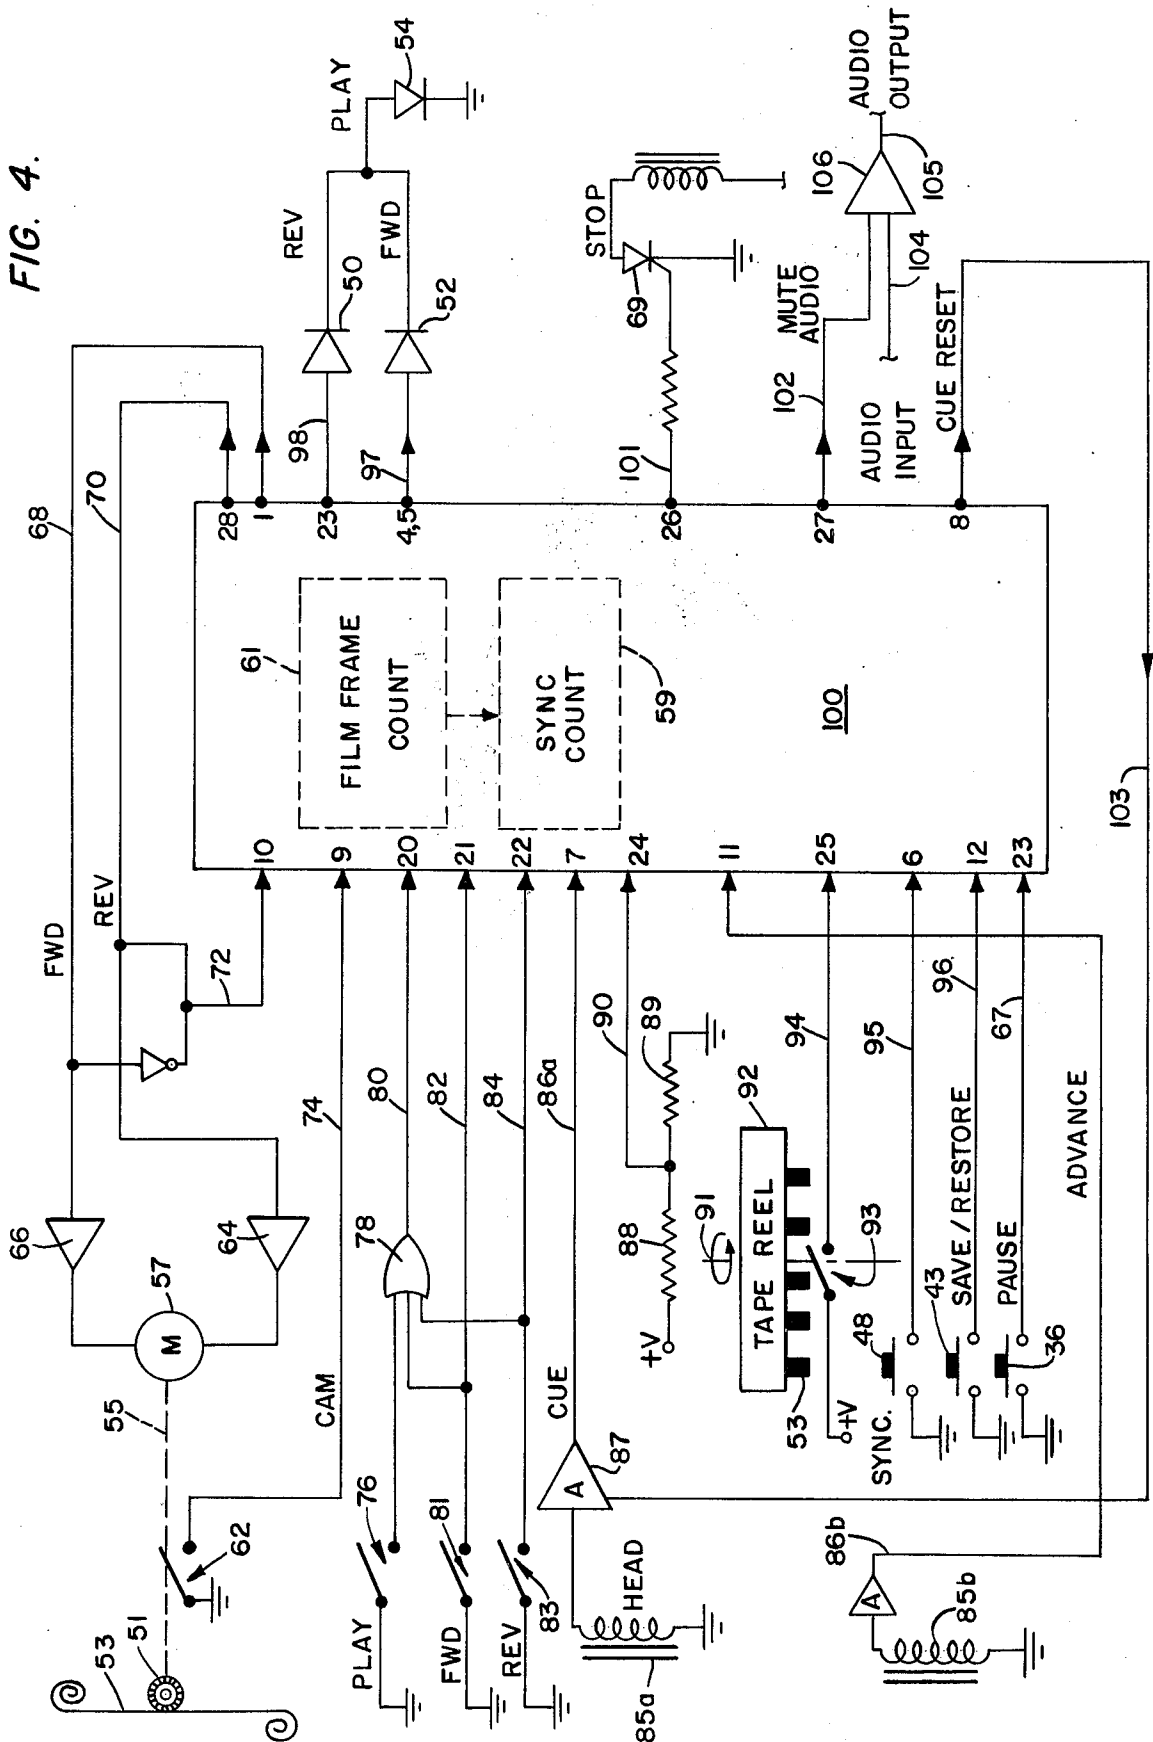 FIG. 4.
53
51
55
62
57
M
66
64
68
70
FWD
REV
72
CAM
74
PLAY
76
78
80
FWD
81
82
REV
83
84
HEAD
85a
A
87
CUE
86a
88
89
90
+V
91
92
TAPE REEL
53
93
94
+V
SYNC.
48
95
43
SAVE/RESTORE
96
36
PAUSE
67
85b
A
86b
ADVANCE
103
10
9
20
21
22
7
24
11
25
6
12
23
61
FILM FRAME
COUNT
SYNC
COUNT
59
100
28
1
23
4,5
26
27
8
98
97
50
52
REV
FWD
PLAY
54
101
69
STOP
102
MUTE
AUDIO
AUDIO
INPUT
104
106
105
AUDIO
OUTPUT
CUE RESET